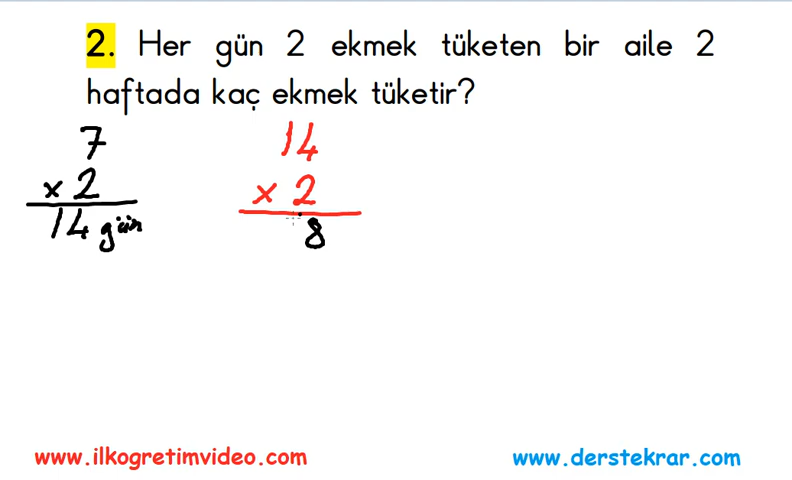 2. Her gün 2 ekmek tüketen bir aile 2
haftada kaç ekmek tüketir?
7
x 2
14 gün
14
x 2
8
www.ilkogretimvideo.com
www.derstekrar.com